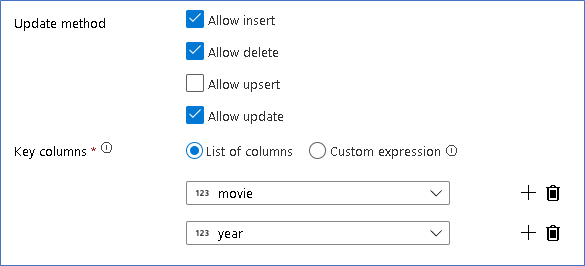 Update method
Allow insert
Allow delete
Allow upsert
Allow update
Key columns * List of columns Custom expression
123 movie
123 year